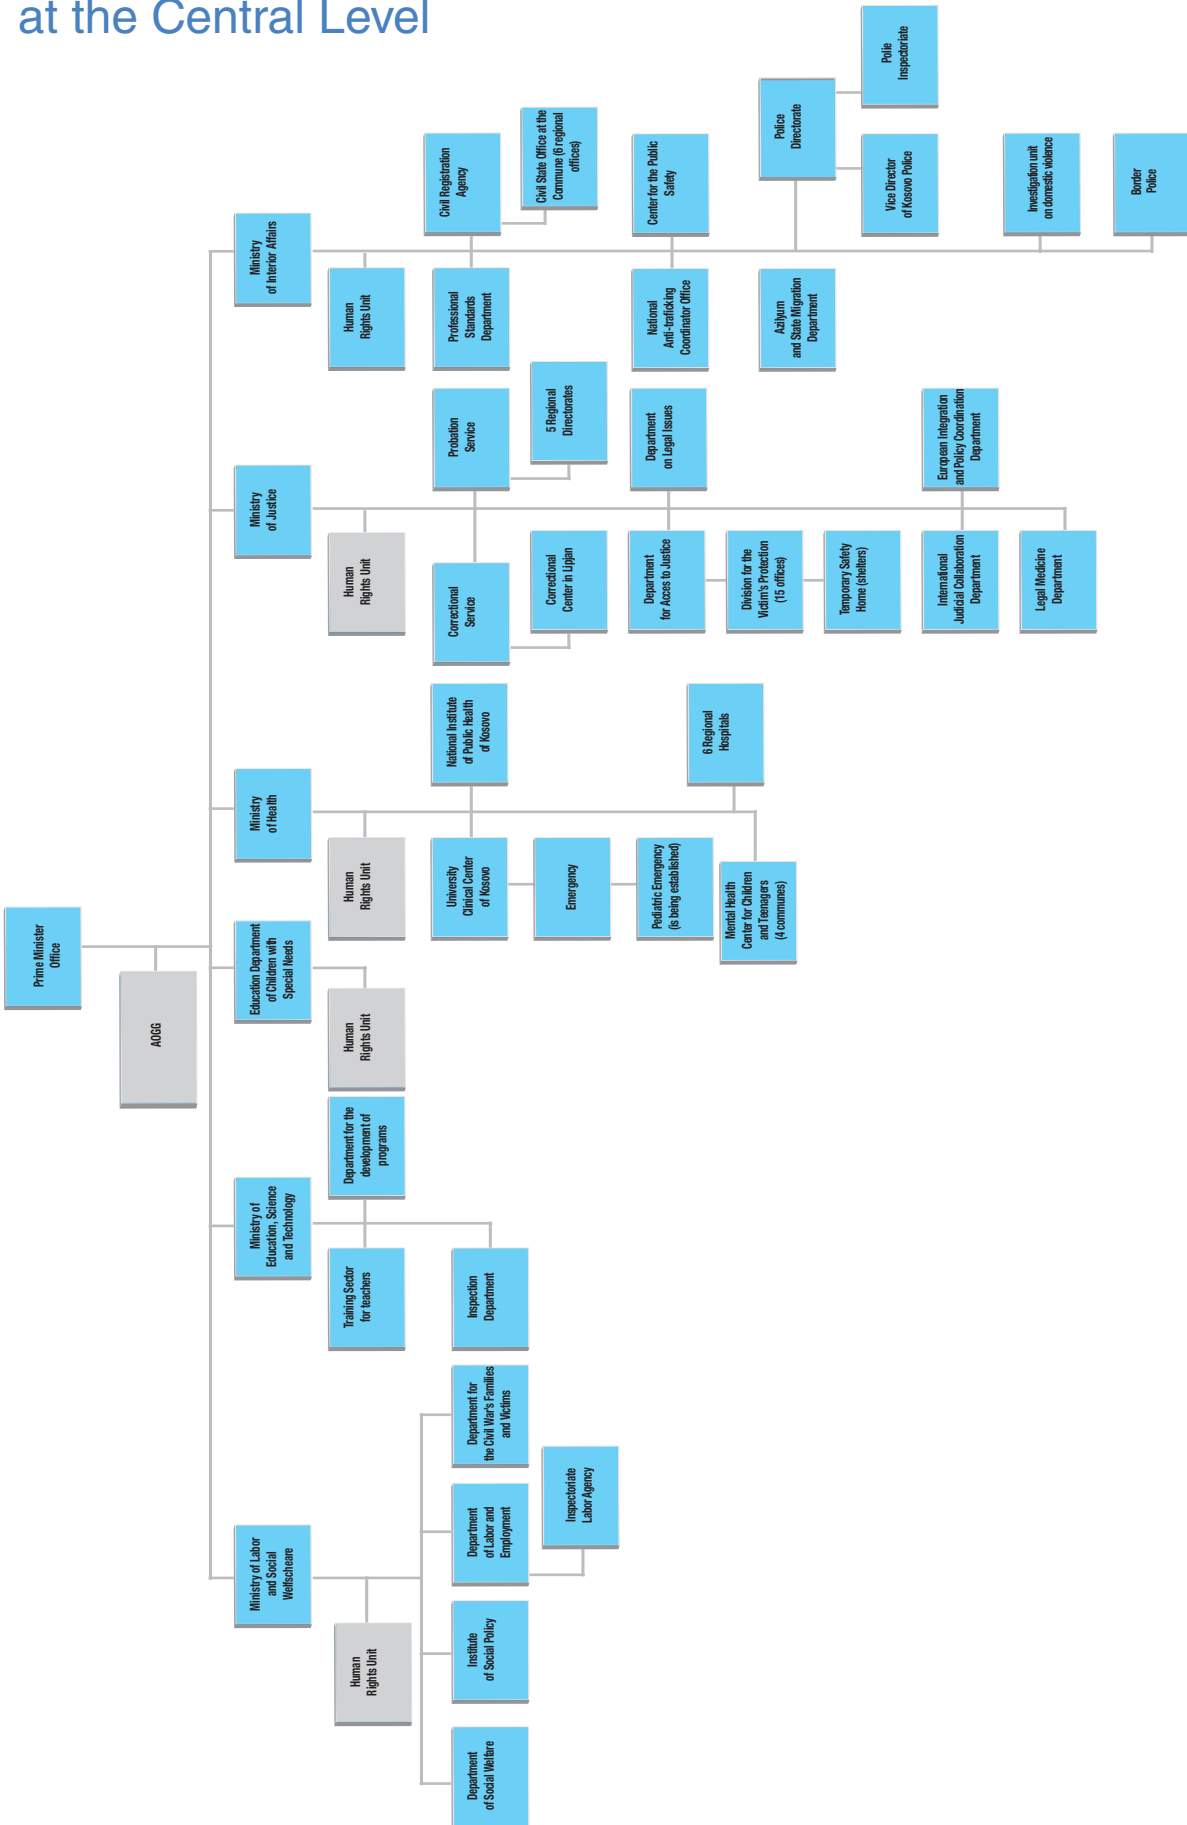 at the Central Level
Prime Minister
Office
AOGG
Ministry of Labor
and Social
Welfscheare
Human
Rights Unit
Department
of Social Welfare
Institute
of Social Policy
Department
of Labor and
Employment
Inspectoriate
Labor Agency
Department for
the Civil War's Families
and Victims
Ministry of
Education, Science
and Technology
Training Sector
for teachers
Department for the
development of
programs
Inspection
Department
Education Department
of Children with
Special Needs
Human
Rights Unit
Ministry
of Health
Human
Rights Unit
University
Clinical Center
of Kosovo
National Institute
of Public Health
of Kosovo
Emergency
Pediatric Emergency
(is being established)
6 Regional
Hospitals
Mental Health
Center for Children
and Teenagers
(4 communes)
Ministry
of Justice
Human
Rights Unit
Correctional
Service
Probation
Service
Correctional
Center in Lipjan
5 Regional
Directorates
Department
for Acces to Justice
Department
on Legal Issues
Division for the
Victim's Protection
(15 offices)
Temporary Safety
Home (shelters)
International
Judicial Collaboration
Department
European Integration
and Policy Coordination
Department
Legal Medicine
Department
Ministry
of Interior Affairs
Human
Rights Unit
Professional
Standards
Department
Civil Registration
Agency
Civil State Office at the
Commune (6 regional
offices)
National
Anti-traficking
Coordinator Office
Center for the Public
Safety
Azilyum
and State Migration
Department
Police
Directorate
Vice Director
of Kosovo Police
Polie
Inspectoriate
Investigation unit
on domestic violence
Border
Police